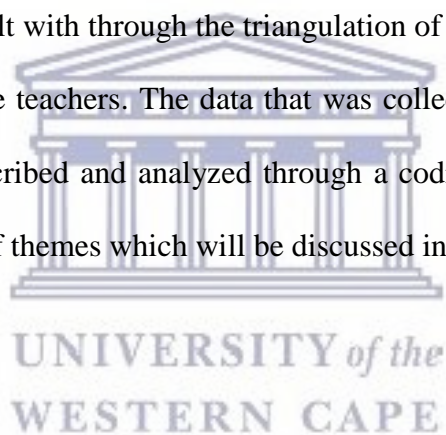 lt with through the triangulation of
e teachers. The data that was colle
cribed and analyzed through a cod
f themes which will be discussed in
UNIVERSITY of the
WESTERN CAPE